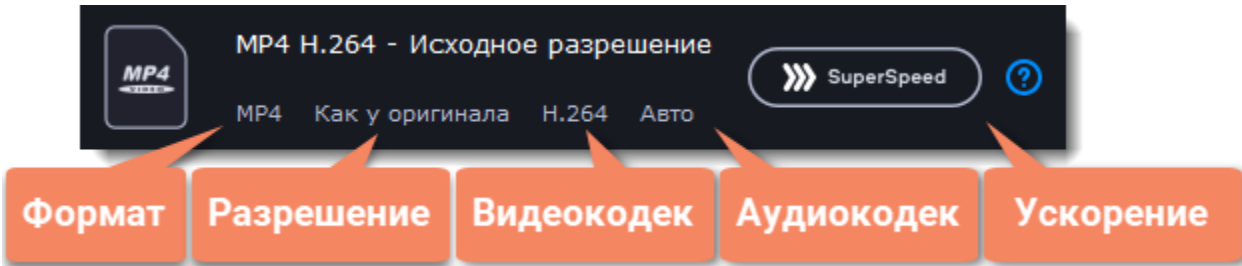 MP4 H.264 - Исходное разрешение
MP4
VIDEO
SuperSpeed
?
MP4 Как у оригинала H.264 Авто
Формат Разрешение Видеокодек Аудиокодек Ускорение